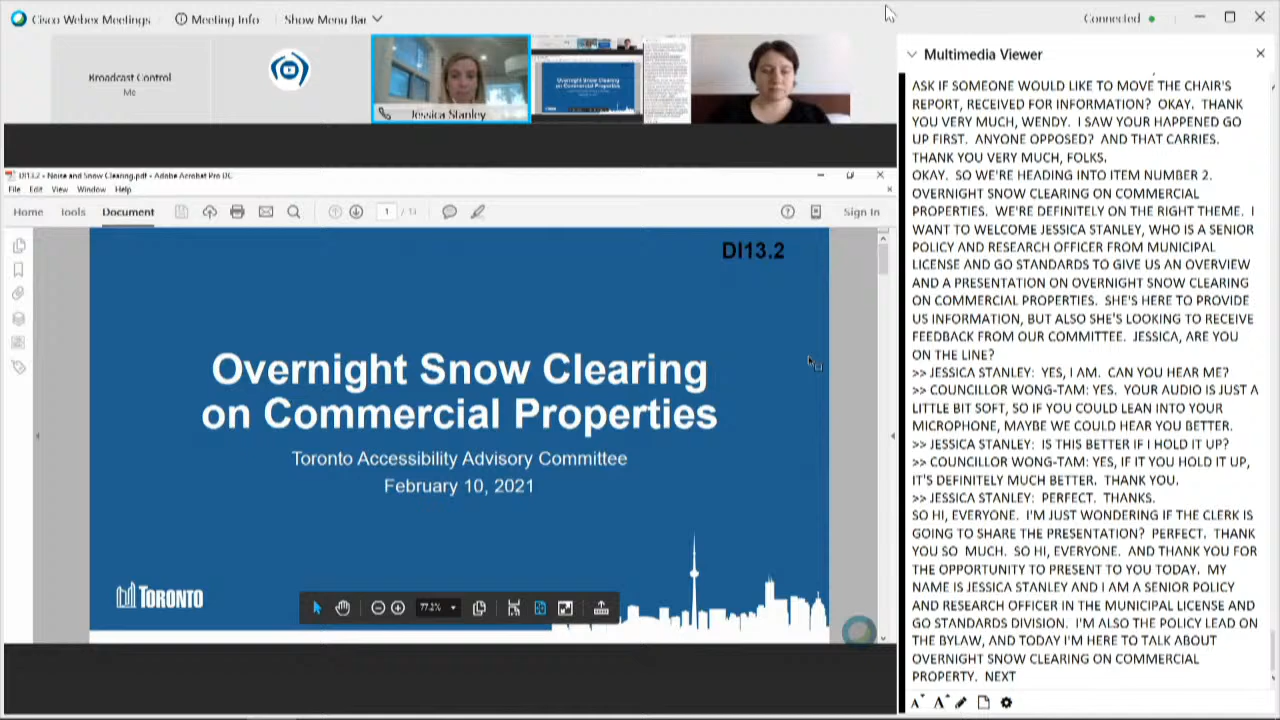 Cisco Webex Meetings
Meeting Info
Show Menu Bar
Connected
Broadcast Control
Me
Jessica Stanley
Overnight Snow Clearing
on Commercial Properties
DI13.2 - Noise and Snow Clearing.pdf - Adobe Acrobat Pro DC
File Edit View Window Help
Home Tools Document
1 / 13
Sign In
DI13.2
Overnight Snow Clearing
on Commercial Properties
Toronto Accessibility Advisory Committee
February 10, 2021
TORONTO
Multimedia Viewer
ASK IF SOMEONE WOULD LIKE TO MOVE THE CHAIR'S
REPORT, RECEIVED FOR INFORMATION? OKAY. THANK
YOU VERY MUCH, WENDY. I SAW YOUR HAPPENED GO
UP FIRST. ANYONE OPPOSED? AND THAT CARRIES.
THANK YOU VERY MUCH, FOLKS.
OKAY. SO WE'RE HEADING INTO ITEM NUMBER 2.
OVERNIGHT SNOW CLEARING ON COMMERCIAL
PROPERTIES. WE'RE DEFINITELY ON THE RIGHT THEME. I
WANT TO WELCOME JESSICA STANLEY, WHO IS A SENIOR
POLICY AND RESEARCH OFFICER FROM MUNICIPAL
LICENSE AND GO STANDARDS TO GIVE US AN OVERVIEW
AND A PRESENTATION ON OVERNIGHT SNOW CLEARING
ON COMMERCIAL PROPERTIES. SHE'S HERE TO PROVIDE
US INFORMATION, BUT ALSO SHE'S LOOKING TO RECEIVE
FEEDBACK FROM OUR COMMITTEE. JESSICA, ARE YOU
ON THE LINE?
>> JESSICA STANLEY: YES, I AM. CAN YOU HEAR ME?
>> COUNCILLOR WONG-TAM: YES. YOUR AUDIO IS JUST A
LITTLE BIT SOFT, SO IF YOU COULD LEAN INTO YOUR
MICROPHONE, MAYBE WE COULD HEAR YOU BETTER.
>> JESSICA STANLEY: IS THIS BETTER IF I HOLD IT UP?
>> COUNCILLOR WONG-TAM: YES, IF IT YOU HOLD IT UP,
IT'S DEFINITELY MUCH BETTER. THANK YOU.
>> JESSICA STANLEY: PERFECT. THANKS.
SO HI, EVERYONE. I'M JUST WONDERING IF THE CLERK IS
GOING TO SHARE THE PRESENTATION? PERFECT. THANK
YOU SO MUCH. SO HI, EVERYONE. AND THANK YOU FOR
THE OPPORTUNITY TO PRESENT TO YOU TODAY. MY
NAME IS JESSICA STANLEY AND I AM A SENIOR POLICY
AND RESEARCH OFFICER IN THE MUNICIPAL LICENSE AND
GO STANDARDS DIVISION. I'M ALSO THE POLICY LEAD ON
THE BYLAW, AND TODAY I'M HERE TO TALK ABOUT
OVERNIGHT SNOW CLEARING ON COMMERCIAL
PROPERTY. NEXT